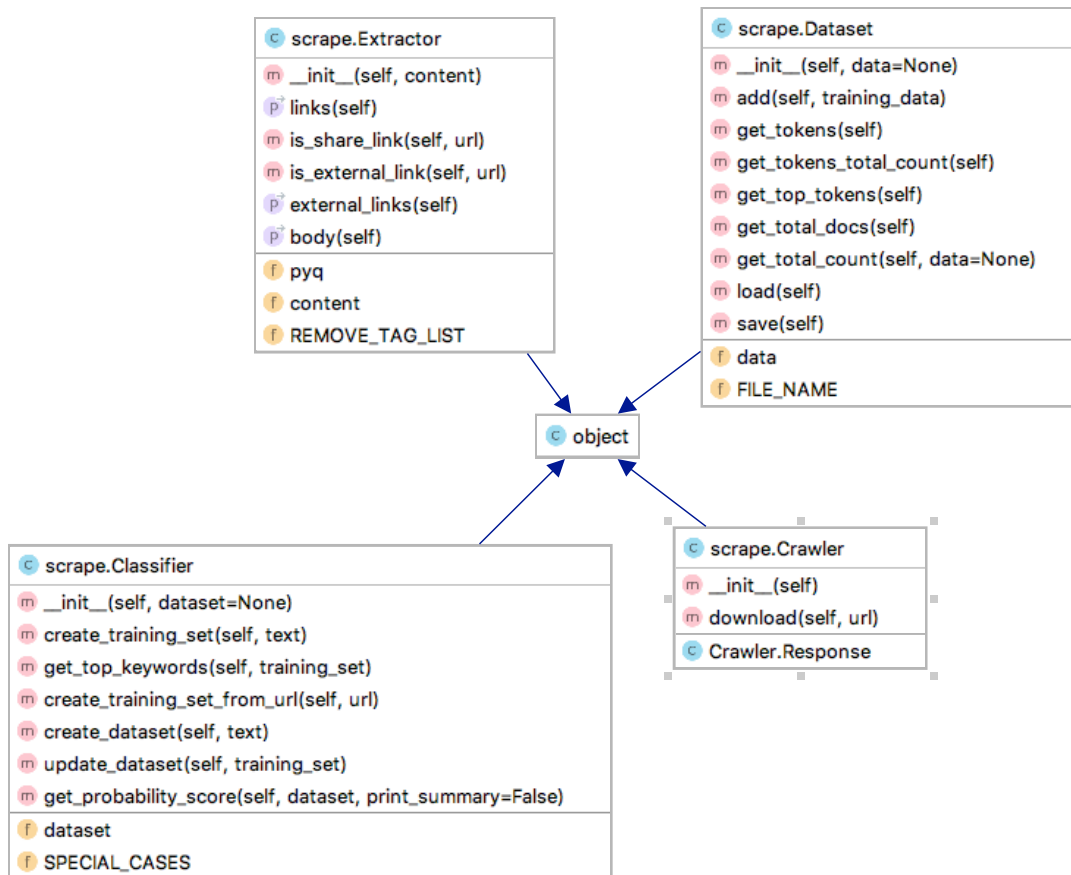 scrape.Extractor
m __init__(self, content)
P links(self)
m is_share_link(self, url)
m is_external_link(self, url)
P external_links(self)
P body(self)
f pyq
f content
f REMOVE_TAG_LIST
C scrape.Dataset
m __init__(self, data=None)
m add(self, training_data)
m get_tokens(self)
m get_tokens_total_count(self)
m get_top_tokens(self)
m get_total_docs(self)
m get_total_count(self, data=None)
m load(self)
m save(self)
f data
f FILE_NAME
C object
C scrape.Classifier
m __init__(self, dataset=None)
m create_training_set(self, text)
m get_top_keywords(self, training_set)
m create_training_set_from_url(self, url)
m create_dataset(self, text)
m update_dataset(self, training_set)
m get_probability_score(self, dataset, print_summary=False)
f dataset
f SPECIAL_CASES
C scrape.Crawler
m __init__(self)
m download(self, url)
C Crawler.Response